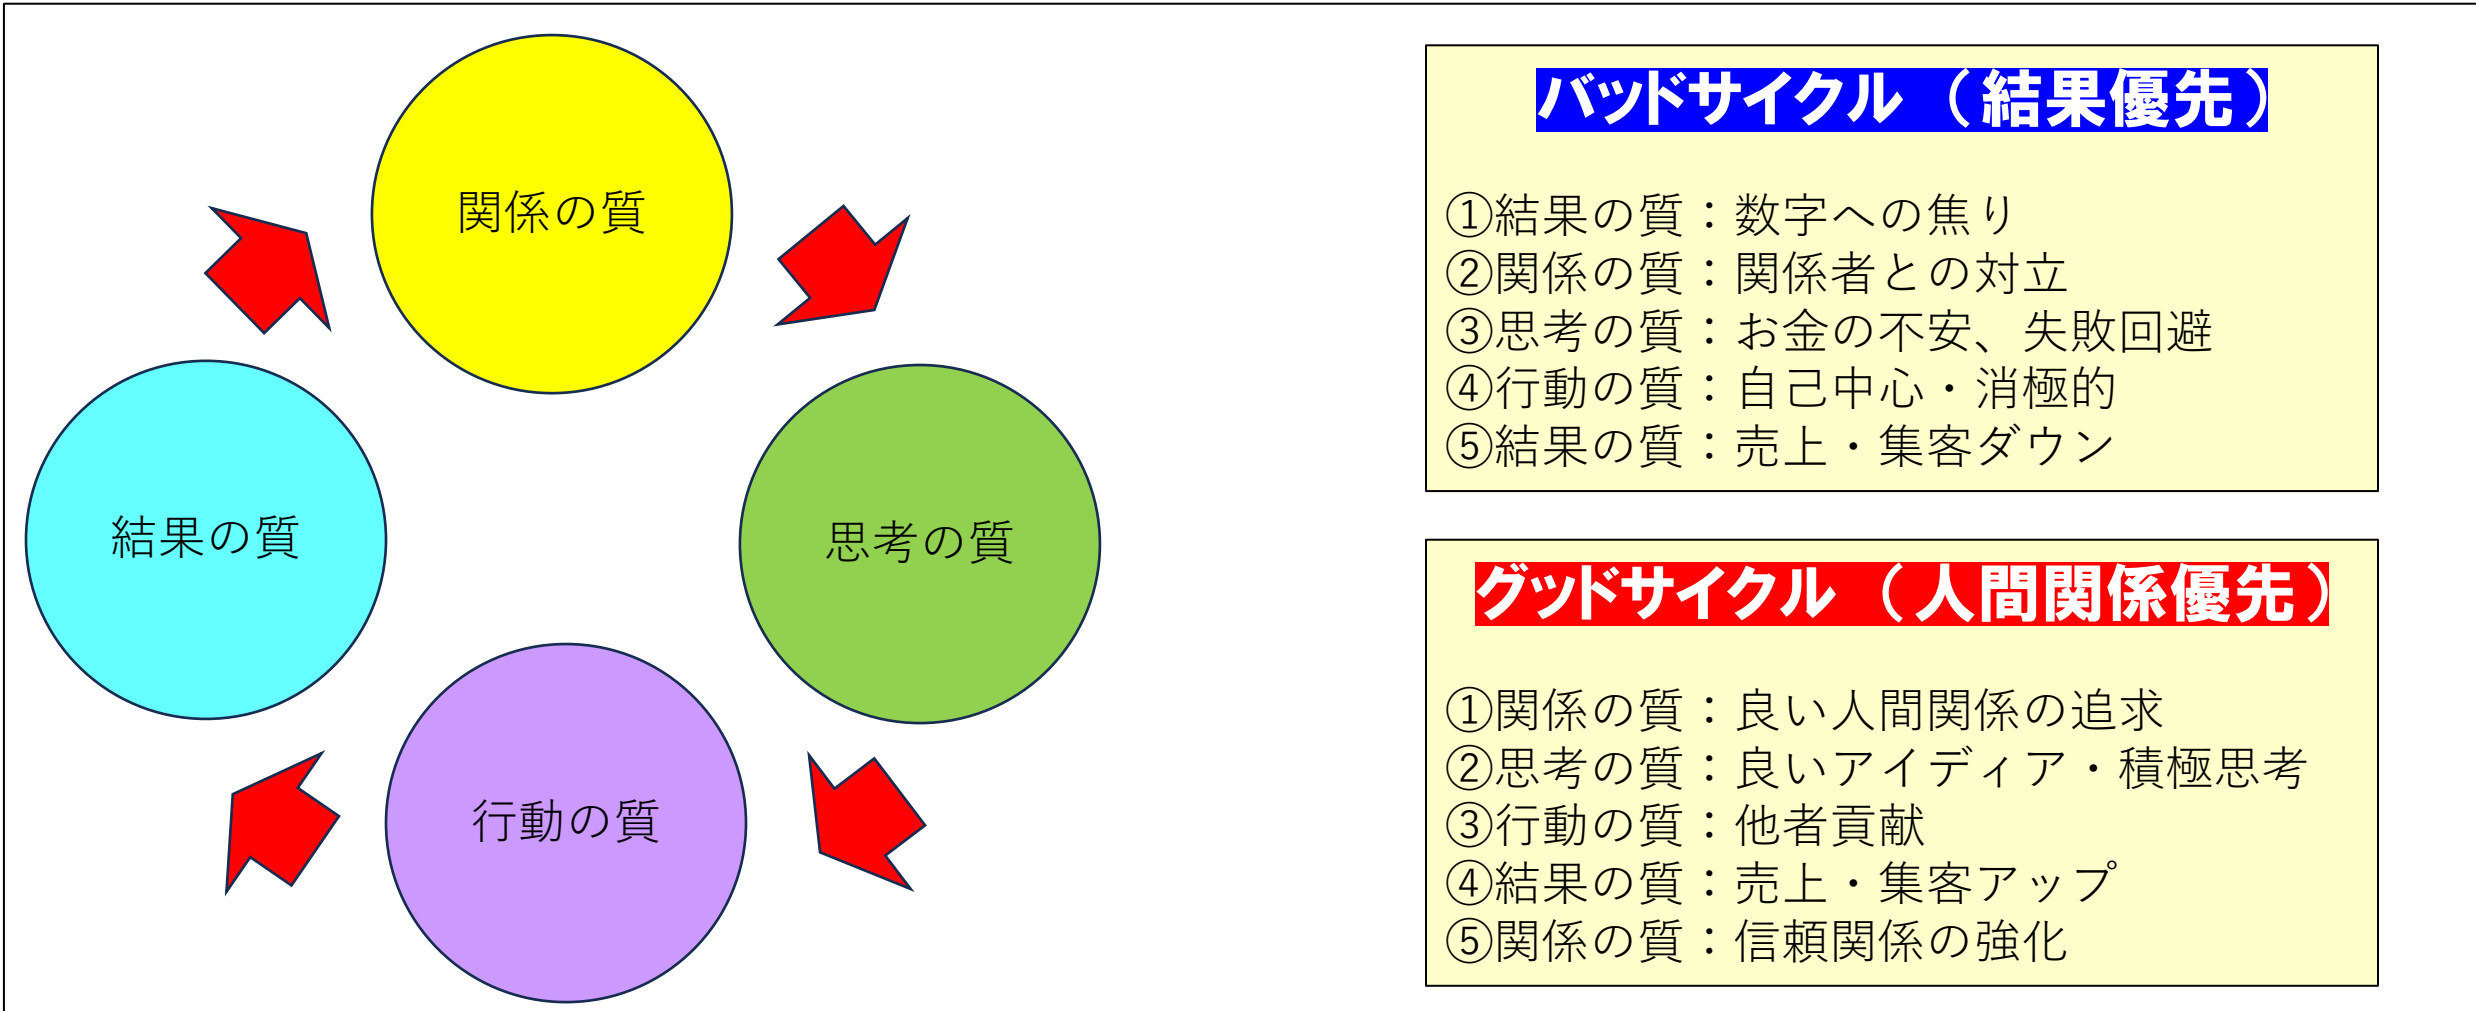 関係の質
思考の質
行動の質
結果の質
バッドサイクル（結果優先）
①結果の質：数字への焦り
②関係の質：関係者との対立
③思考の質：お金の不安、失敗回避
④行動の質：自己中心・消極的
⑤結果の質：売上・集客ダウン
グッドサイクル（人間関係優先）
①関係の質：良い人間関係の追求
②思考の質：良いアイディア・積極思考
③行動の質：他者貢献
④結果の質：売上・集客アップ
⑤関係の質：信頼関係の強化